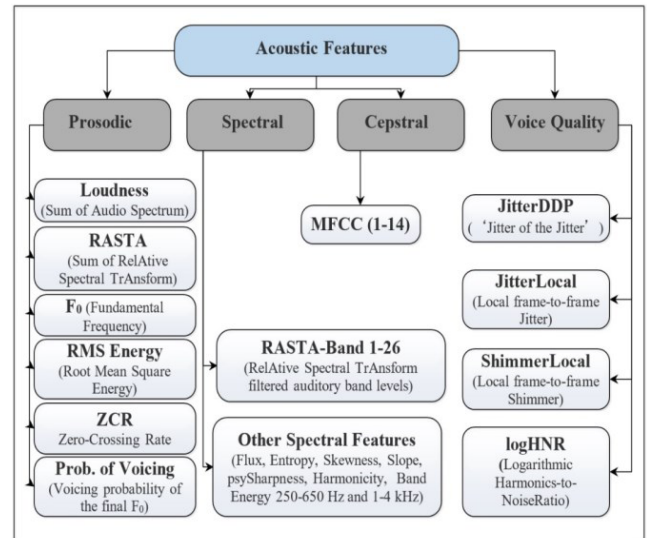 Acoustic Features
Prosodic
Spectral
Cepstral
Voice Quality
Loudness
(Sum of Audio Spectrum)
RASTA
(Sum of RelAtive
Spectral TrAnsform)
F₀ (Fundamental
Frequency)
RMS Energy
(Root Mean Square
Energy)
ZCR
Zero-Crossing Rate
Prob. of Voicing
(Voicing probability of
the final F₀)
RASTA-Band 1-26
(RelAtive Spectral TrAnsform
filtered auditory band levels)
Other Spectral Features
(Flux, Entropy, Skewness, Slope,
psySharpness, Harmonicity, Band
Energy 250-650 Hz and 1-4 kHz)
MFCC (1-14)
JitterDDP
( ‘Jitter of the Jitter’)
JitterLocal
(Local frame-to-frame
Jitter)
ShimmerLocal
(Local frame-to-frame
Shimmer)
logHNR
(Logarithmic
Harmonics-to-
NoiseRatio)